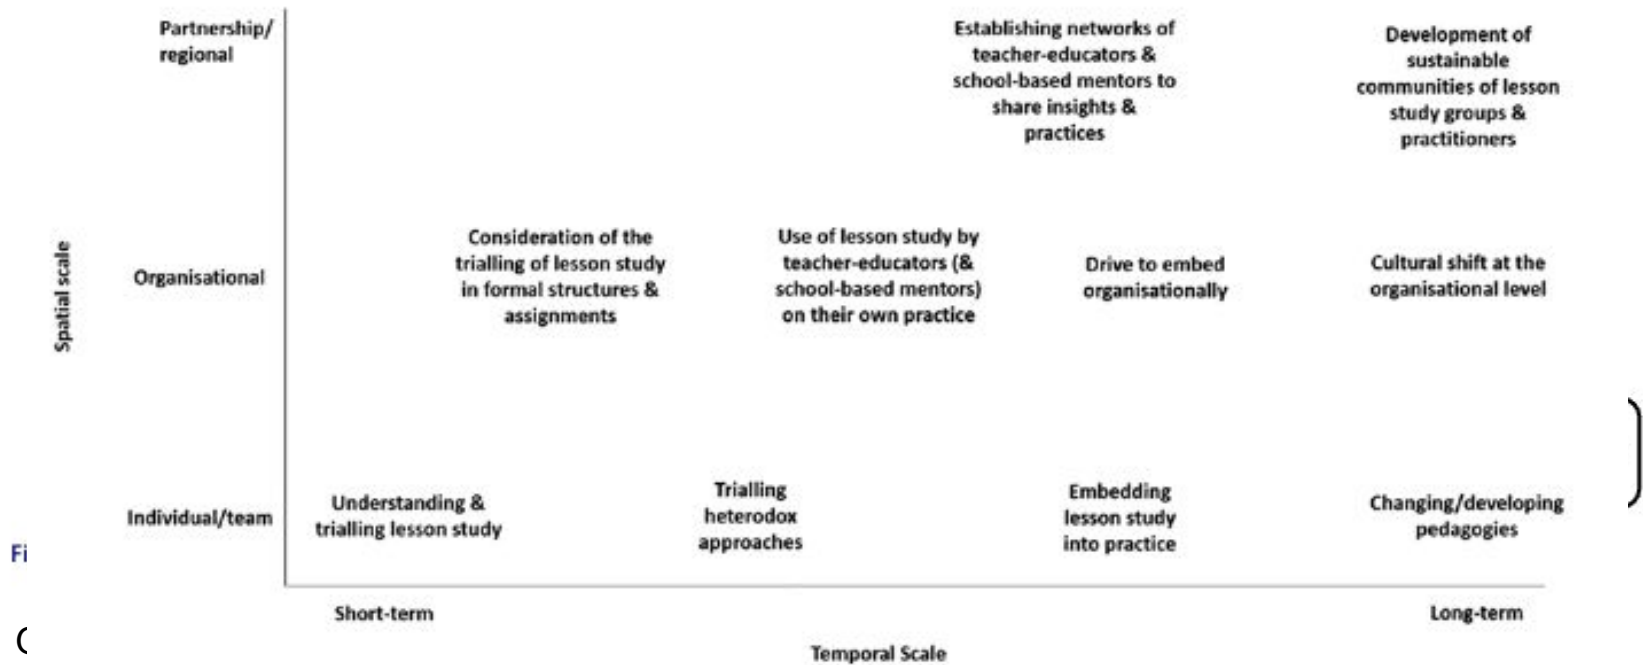 Partnership/
regional
Establishing networks of
teacher-educators &
school-based mentors to
share insights &
practices
Development of
sustainable
communities of lesson
study groups &
practitioners
Spatial scale
Organisational
Consideration of the
trialling of lesson study
in formal structures &
assignments
Use of lesson study by
teacher-educators (&
school-based mentors)
on their own practice
Drive to embed
organisationally
Cultural shift at the
organisational level
Individual/team
Understanding &
trialling lesson study
Trialling
heterodox
approaches
Embedding
lesson study
into practice
Changing/developing
pedagogies
Fi
Short-term
Long-term
Temporal Scale